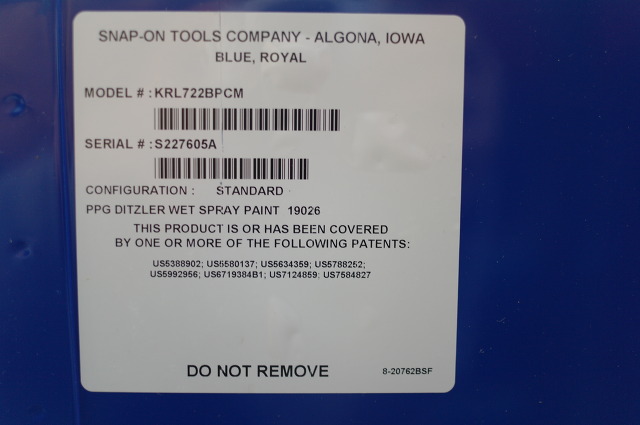 SNAP-ON TOOLS COMPANY - ALGONA, IOWA
BLUE, ROYAL
MODEL # : KRL722BPCM
SERIAL # : S227605A
CONFIGURATION : STANDARD
PPG DITZLER WET SPRAY PAINT 19026
THIS PRODUCT IS OR HAS BEEN COVERED
BY ONE OR MORE OF THE FOLLOWING PATENTS:
US5388902; US5580137; US5634359; US5788252;
US5992956; US6719384B1; US7124859; US7584827
DO NOT REMOVE 8-20762BSF